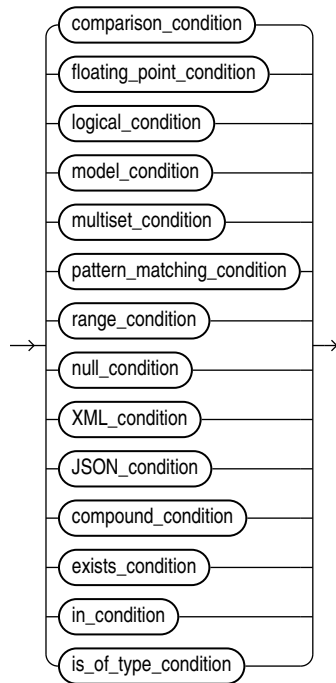 comparison_condition
floating_point_condition
logical_condition
model_condition
multiset_condition
pattern_matching_condition
range_condition
null_condition
XML_condition
JSON_condition
compound_condition
exists_condition
in_condition
is_of_type_condition